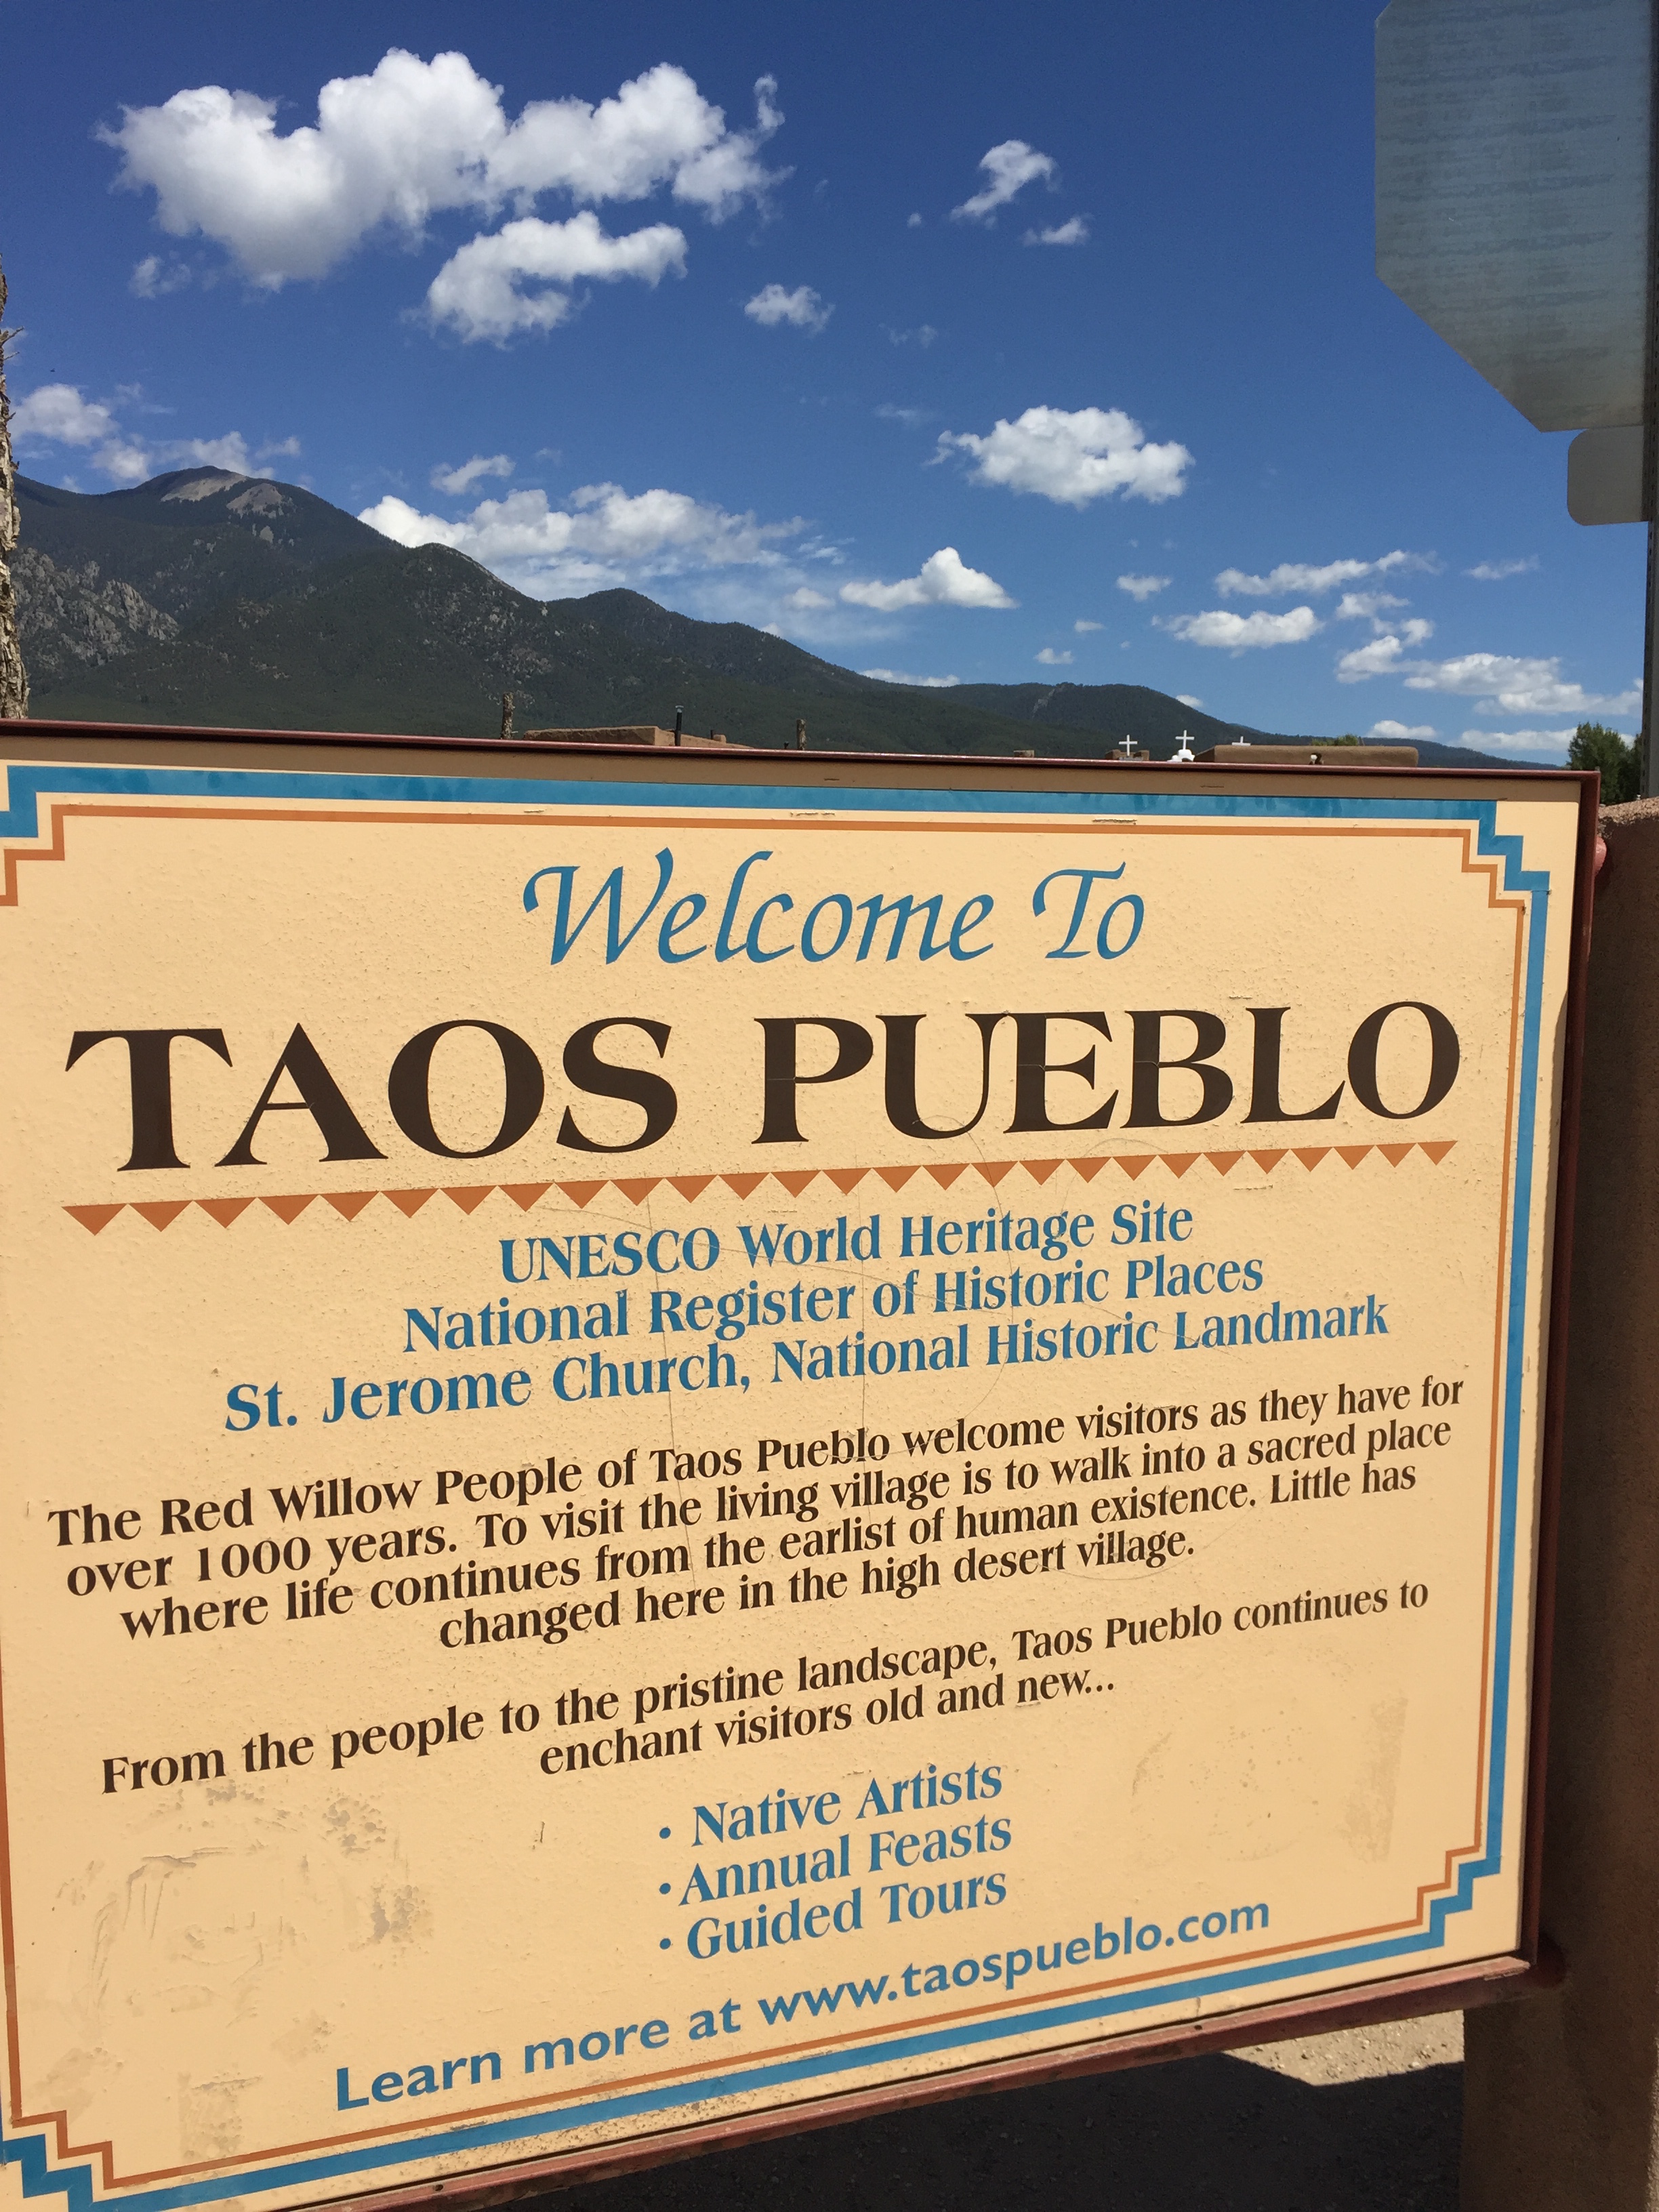 Welcome To
TAOS PUEBLO
UNESCO World Heritage Site
National Register of Historic Places
St. Jerome Church, National Historic Landmark
The Red Willow People of Taos Pueblo welcome visitors as they have for
over 1000 years. To visit the living village is to walk into a sacred place
where life continues from the earlist of human existence. Little has
changed here in the high desert village.
From the people to the pristine landscape, Taos Pueblo continues to
enchant visitors old and new...
• Native Artists
• Annual Feasts
• Guided Tours
Learn more at www.taospueblo.com